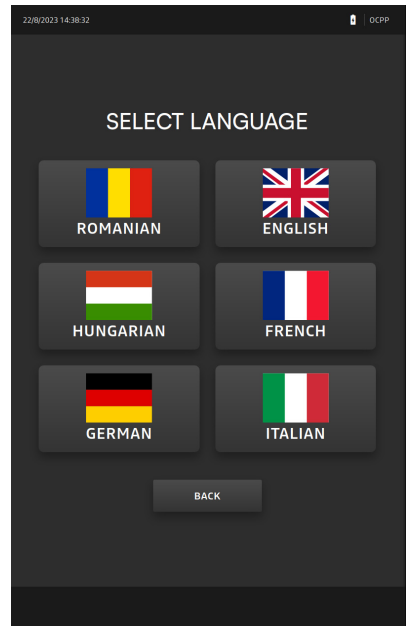 22/8/2023 14:38:32 OCPP
SELECT LANGUAGE
ROMANIAN ENGLISH
HUNGARIAN FRENCH
GERMAN ITALIAN
BACK